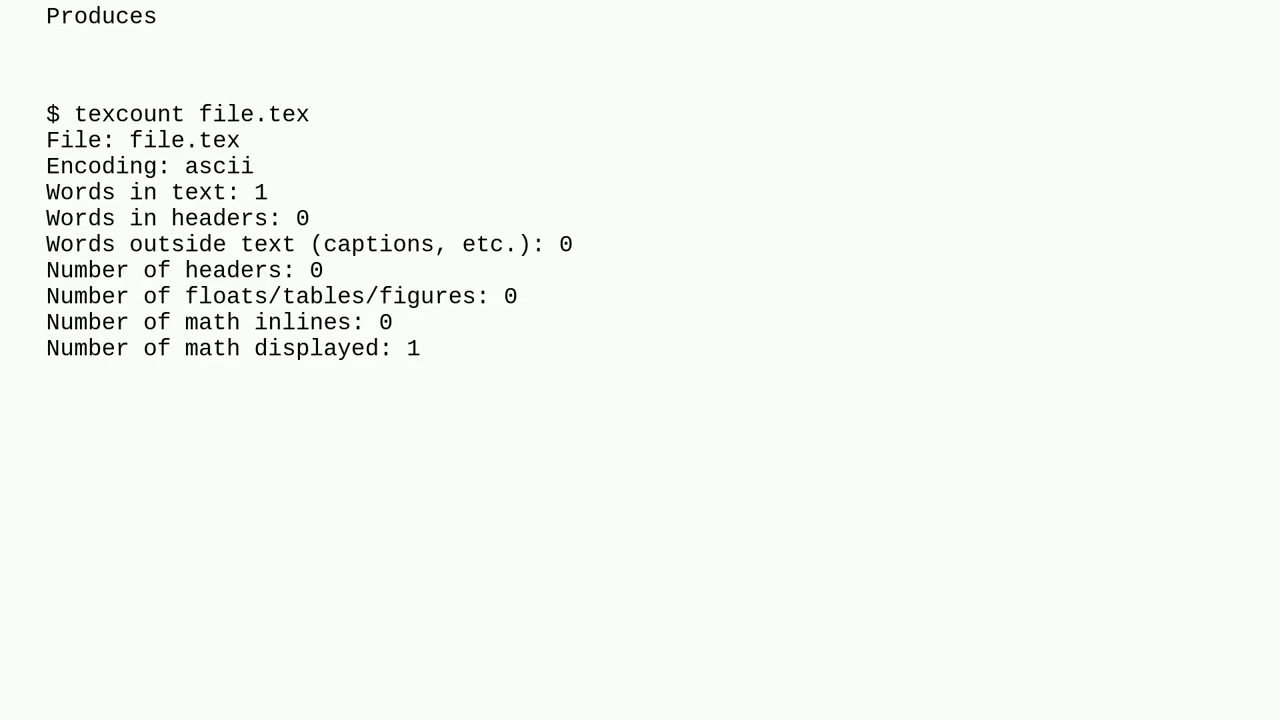 Produces
$ texcount file.tex
File: file.tex
Encoding: ascii
Words in text: 1
Words in headers: 0
Words outside text (captions, etc.): 0
Number of headers: 0
Number of floats/tables/figures: 0
Number of math inlines: 0
Number of math displayed: 1